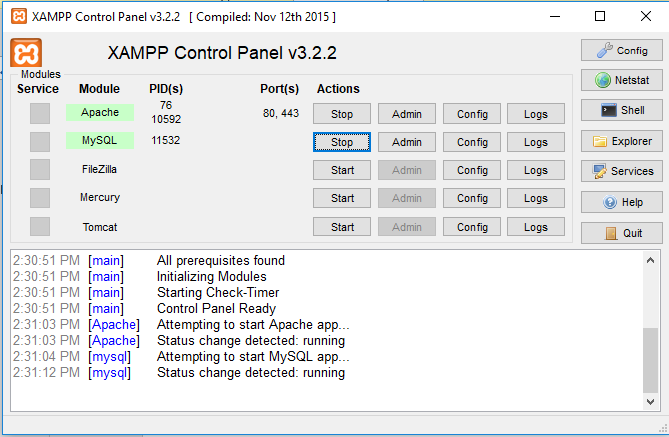 XAMPP Control Panel v3.2.2 [ Compiled: Nov 12th 2015 ]
XAMPP Control Panel v3.2.2
Config
Modules
Service Module PID(s) Port(s) Actions
Netstat
Apache 76 10592 80, 443 Stop Admin Config Logs
Shell
MySQL 11532 Stop Admin Config Logs
Explorer
FileZilla Start Admin Config Logs
Services
Mercury Start Admin Config Logs
Help
Tomcat Start Admin Config Logs
Quit
2:30:51 PM [main] All prerequisites found
2:30:51 PM [main] Initializing Modules
2:30:51 PM [main] Starting Check-Timer
2:30:51 PM [main] Control Panel Ready
2:31:03 PM [Apache] Attempting to start Apache app...
2:31:03 PM [Apache] Status change detected: running
2:31:04 PM [mysql] Attempting to start MySQL app...
2:31:12 PM [mysql] Status change detected: running